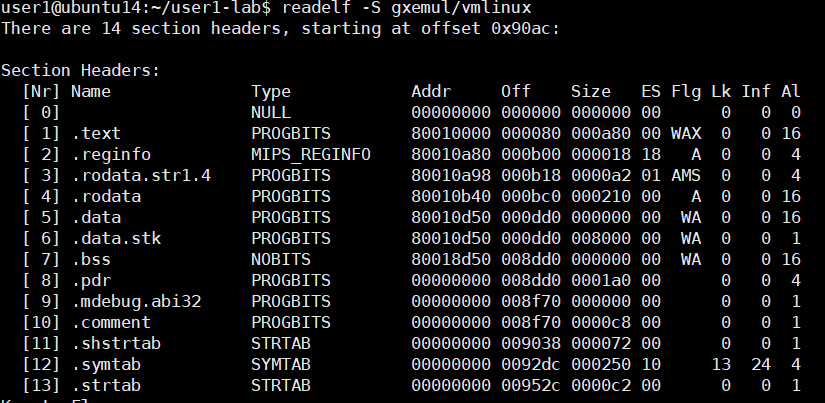 user1@ubuntu14:~/user1-lab$ readelf -S gxemul/vmlinux
There are 14 section headers, starting at offset 0x90ac:
Section Headers:
[Nr] Name Type Addr Off Size ES Flg Lk Inf Al
[ 0] NULL 00000000 000000 000000 00 0 0 0
[ 1] .text PROGBITS 80010000 000080 000a80 00 WAX 0 0 16
[ 2] .reginfo MIPS_REGINFO 80010a80 000b00 000018 18 A 0 0 4
[ 3] .rodata.str1.4 PROGBITS 80010a98 000b18 0000a2 01 AMS 0 0 4
[ 4] .rodata PROGBITS 80010b40 000bc0 000210 00 A 0 0 16
[ 5] .data PROGBITS 80010d50 000dd0 000000 00 WA 0 0 16
[ 6] .data.stk PROGBITS 80010d50 000dd0 008000 00 WA 0 0 1
[ 7] .bss NOBITS 80018d50 008dd0 000000 00 WA 0 0 16
[ 8] .pdr PROGBITS 00000000 008dd0 0001a0 00 0 0 4
[ 9] .mdebug.abi32 PROGBITS 00000000 008f70 000000 00 0 0 1
[10] .comment PROGBITS 00000000 008f70 0000c8 00 0 0 1
[11] .shstrtab STRTAB 00000000 009038 000072 00 0 0 1
[12] .symtab SYMTAB 00000000 0092dc 000250 10 13 24 4
[13] .strtab STRTAB 00000000 00952c 0000c2 00 0 0 1